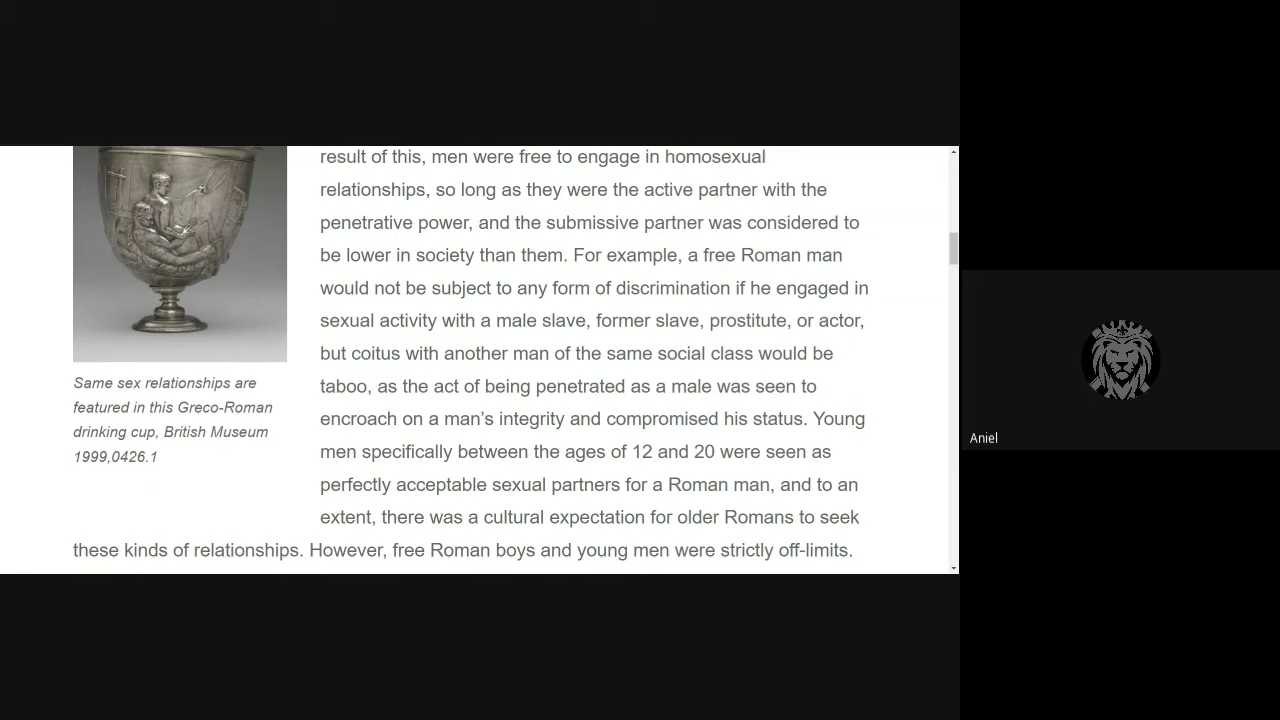 result of this, men were free to engage in homosexual
relationships, so long as they were the active partner with the
penetrative power, and the submissive partner was considered to
be lower in society than them. For example, a free Roman man
would not be subject to any form of discrimination if he engaged in
sexual activity with a male slave, former slave, prostitute, or actor,
but coitus with another man of the same social class would be
taboo, as the act of being penetrated as a male was seen to
encroach on a man’s integrity and compromised his status. Young
men specifically between the ages of 12 and 20 were seen as
perfectly acceptable sexual partners for a Roman man, and to an
extent, there was a cultural expectation for older Romans to seek
these kinds of relationships. However, free Roman boys and young men were strictly off-limits.
Same sex relationships are
featured in this Greco-Roman
drinking cup, British Museum
1999,0426.1
Aniel